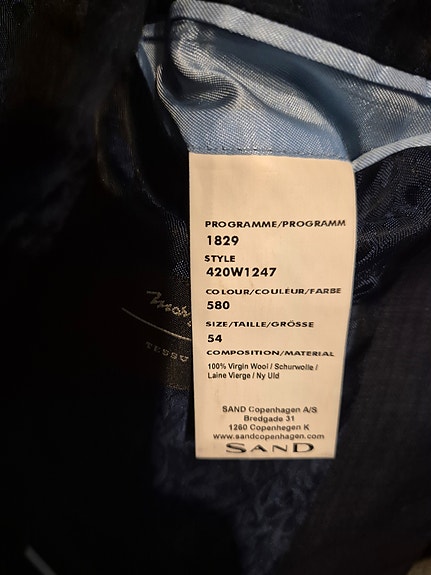 PROGRAMME/PROGRAMM
1829
STYLE
420W1247
COLOUR/COULEUR/FARBE
580
SIZE/TAILLE/GRÖSSE
54
COMPOSITION/MATERIAL
100% Virgin Wool / Schurwolle /
Laine Vierge / Ny Uld
SAND Copenhagen A/S
Bredgade 31
1260 Copenhagen K
www.sandcopenhagen.com
SAND